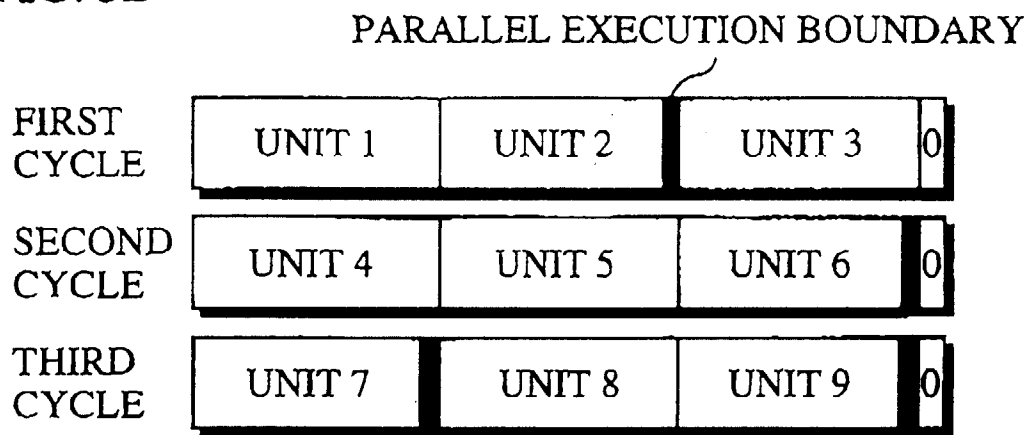 PARALLEL EXECUTION BOUNDARY
FIRST
CYCLE
UNIT 1 UNIT 2 UNIT 3 0
SECOND
CYCLE
UNIT 4 UNIT 5 UNIT 6 0
THIRD
CYCLE
UNIT 7 UNIT 8 UNIT 9 0